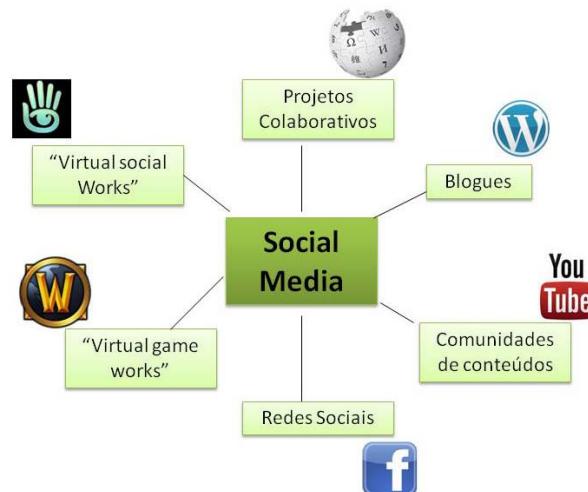 Projetos
Colaborativos
“Virtual social
Works”
Blogues
Social
Media
You
Tube
“Virtual game
works”
Comunidades
de conteúdos
Redes Sociais
f
W
W
Ω
W
И